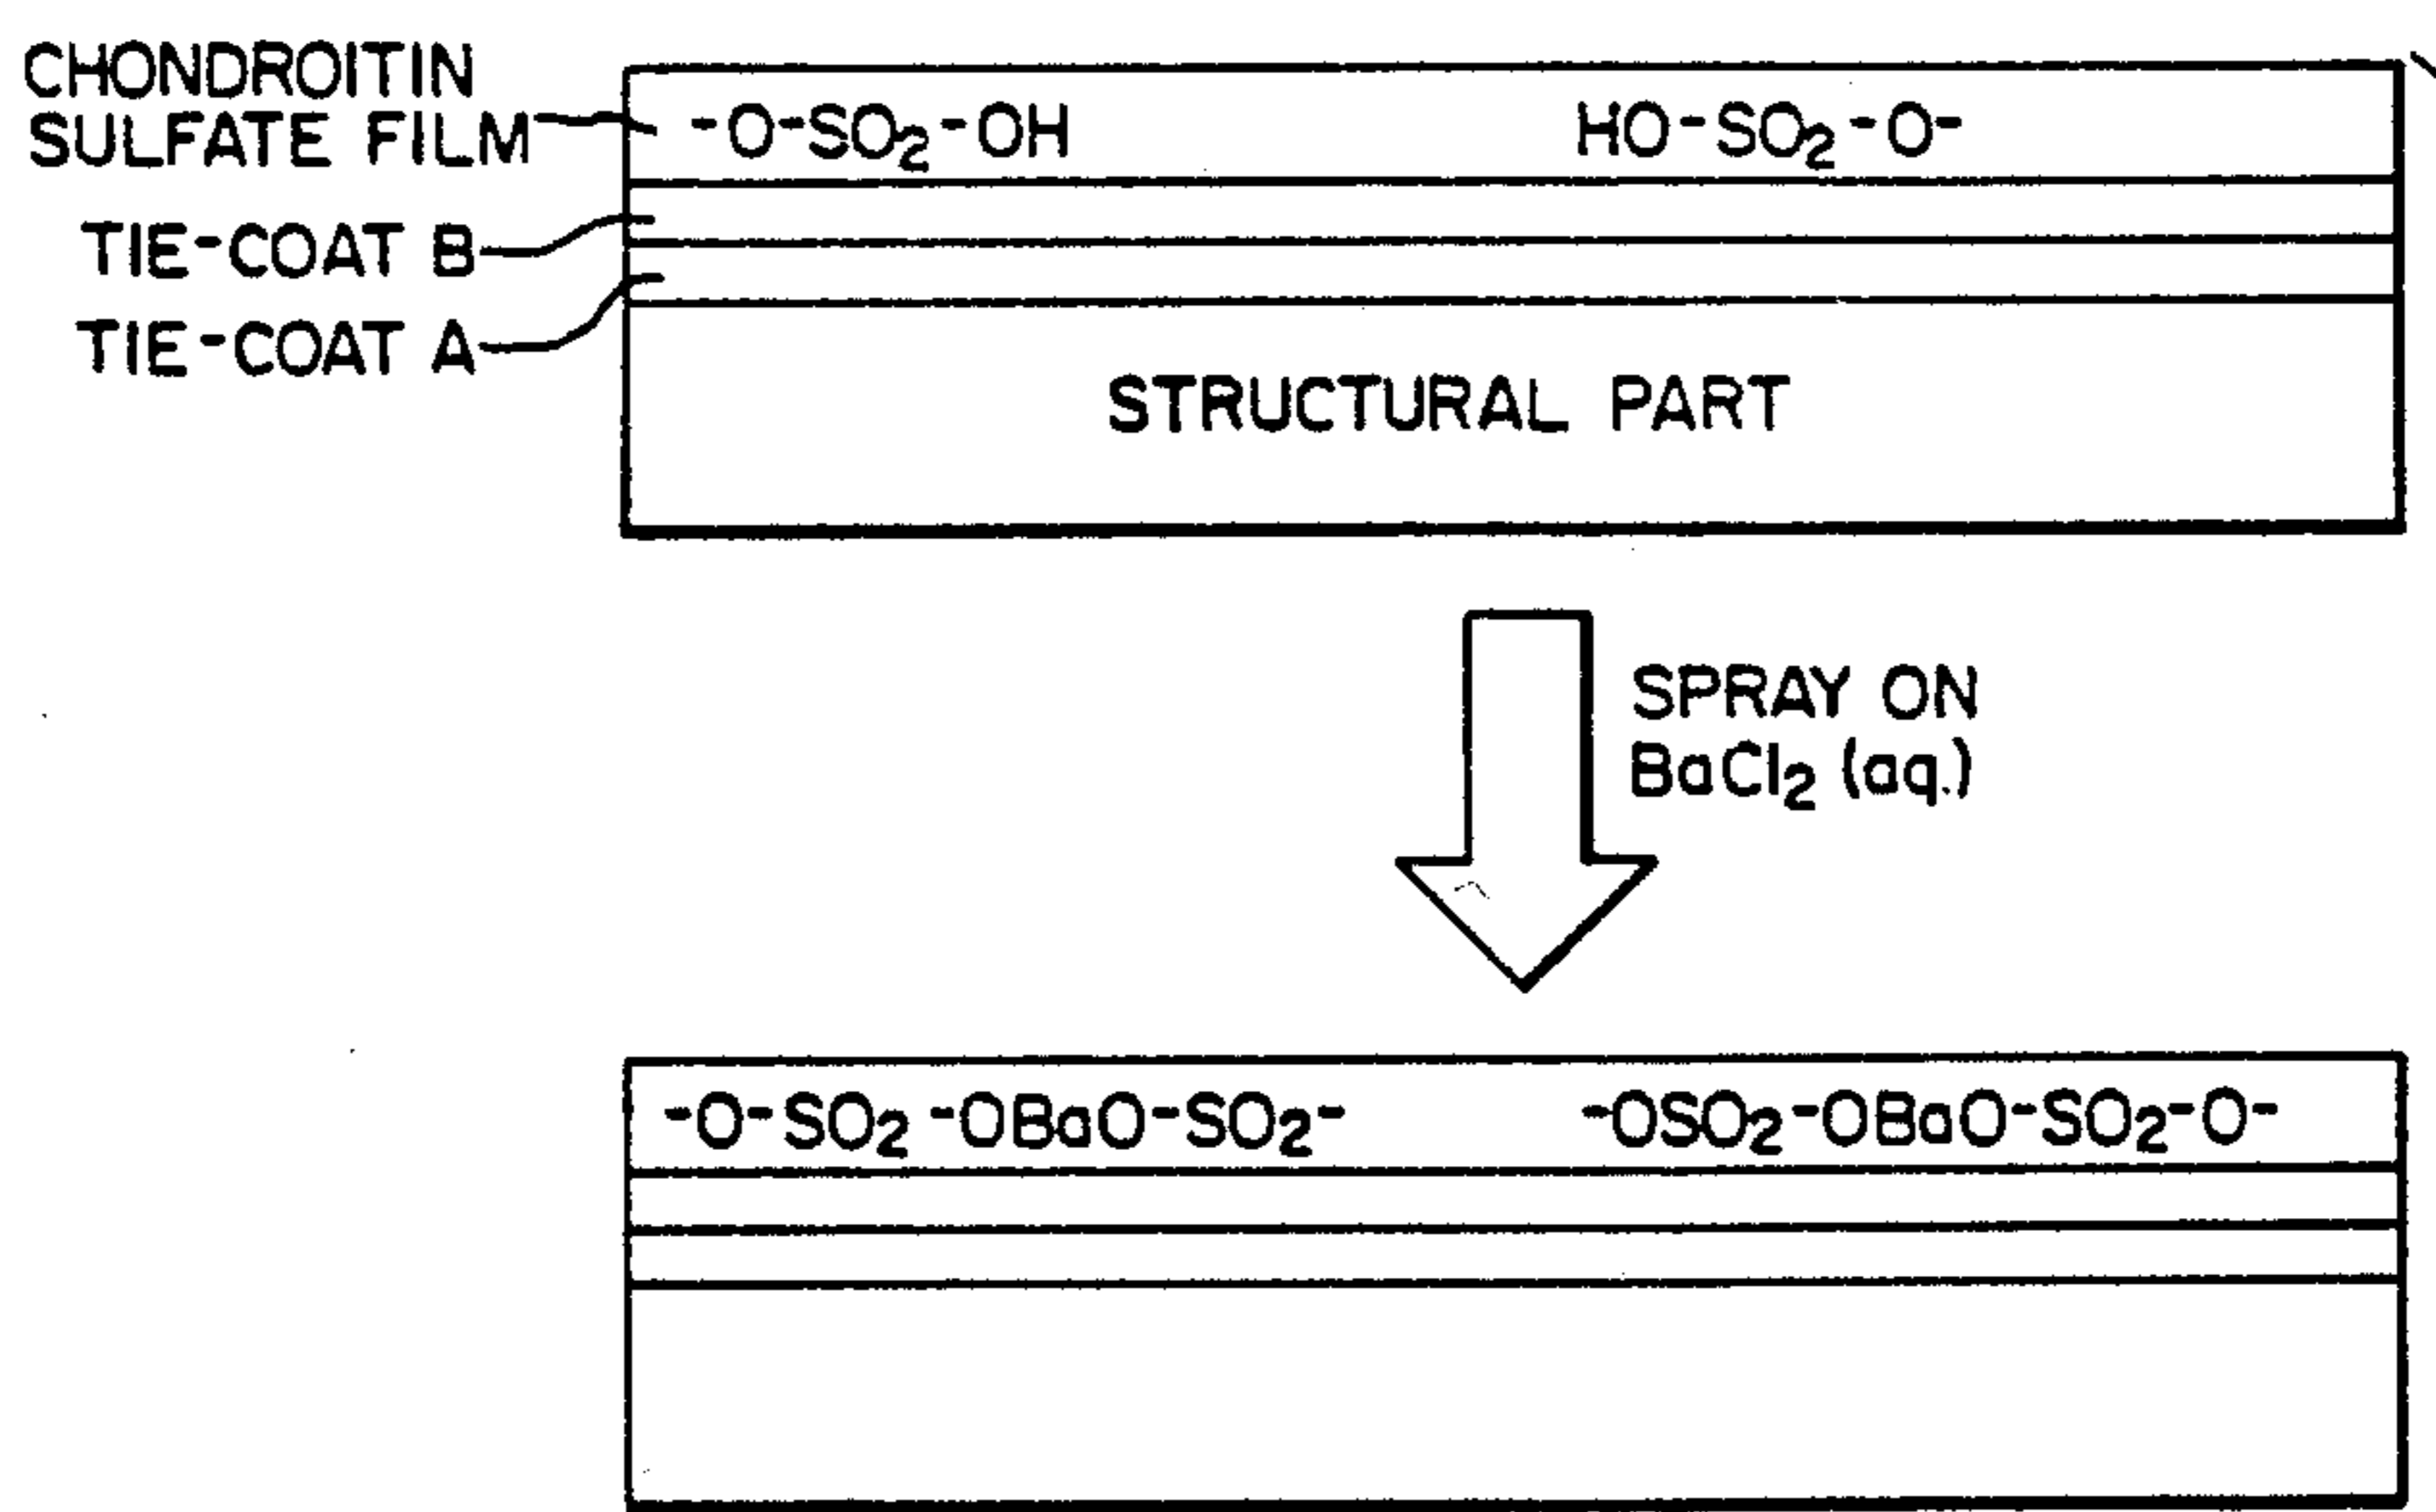 CHONDROITIN
SULFATE FILM
-O-SO₂-OH
HO-SO₂-O-
TIE-COAT B
TIE-COAT A
STRUCTURAL PART
SPRAY ON
BaCl₂ (aq.)
-O-SO₂-OBaO-SO₂-
-OSO₂-OBaO-SO₂-O-